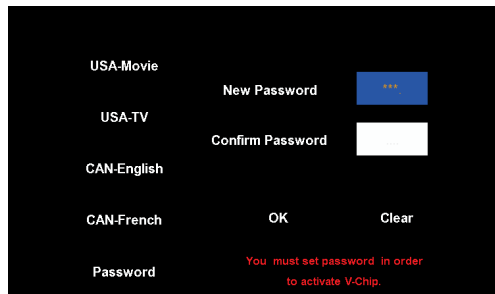 USA-Movie
New Password ***_
USA-TV
Confirm Password
CAN-English
CAN-French
OK Clear
Password
You must set password in order
to activate V-Chip.